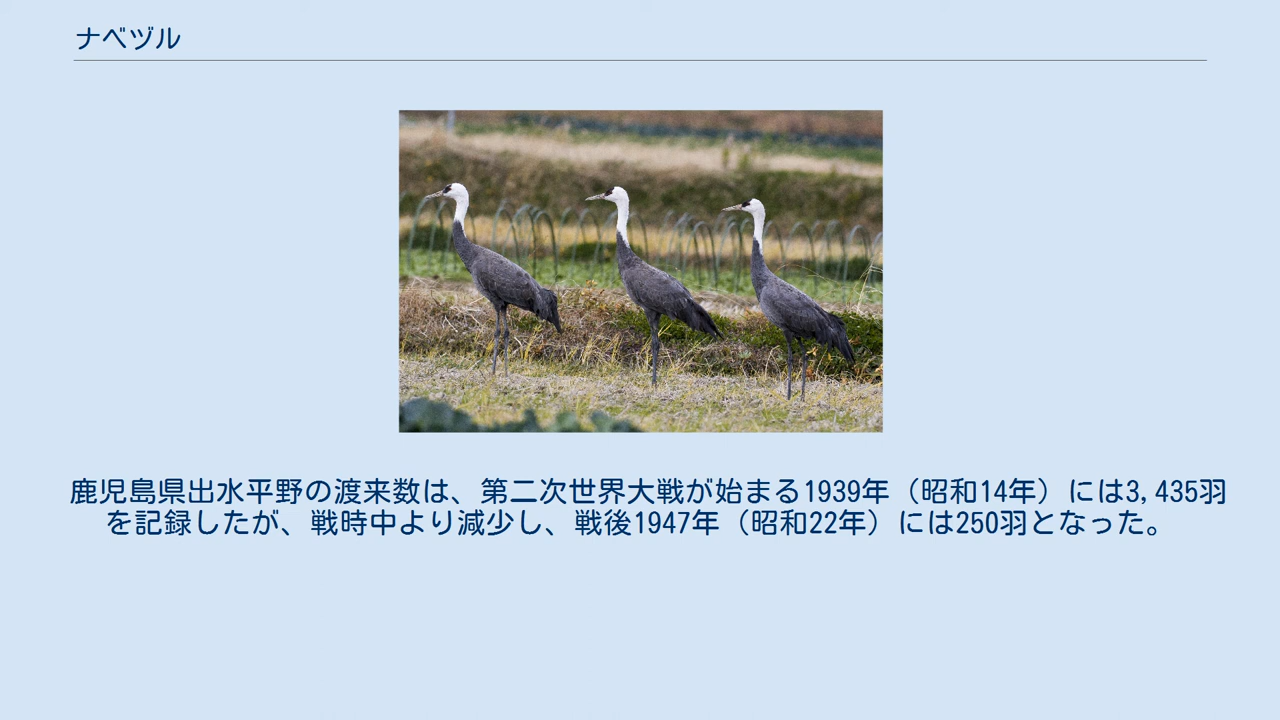 ナベヅル
鹿児島県出水平野の渡来数は、第二次世界大戦が始まる1939年（昭和14年）には3,435羽
を記録したが、戦時中より減少し、戦後1947年（昭和22年）には250羽となった。